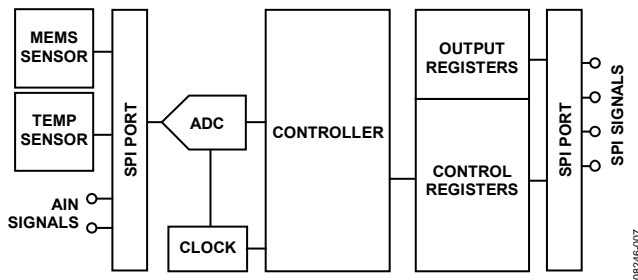 MEMS
SENSOR
TEMP
SENSOR
AIN
SIGNALS
SPI PORT
ADC
CLOCK
CONTROLLER
OUTPUT
REGISTERS
CONTROL
REGISTERS
SPI PORT
SPI SIGNALS
08246-007